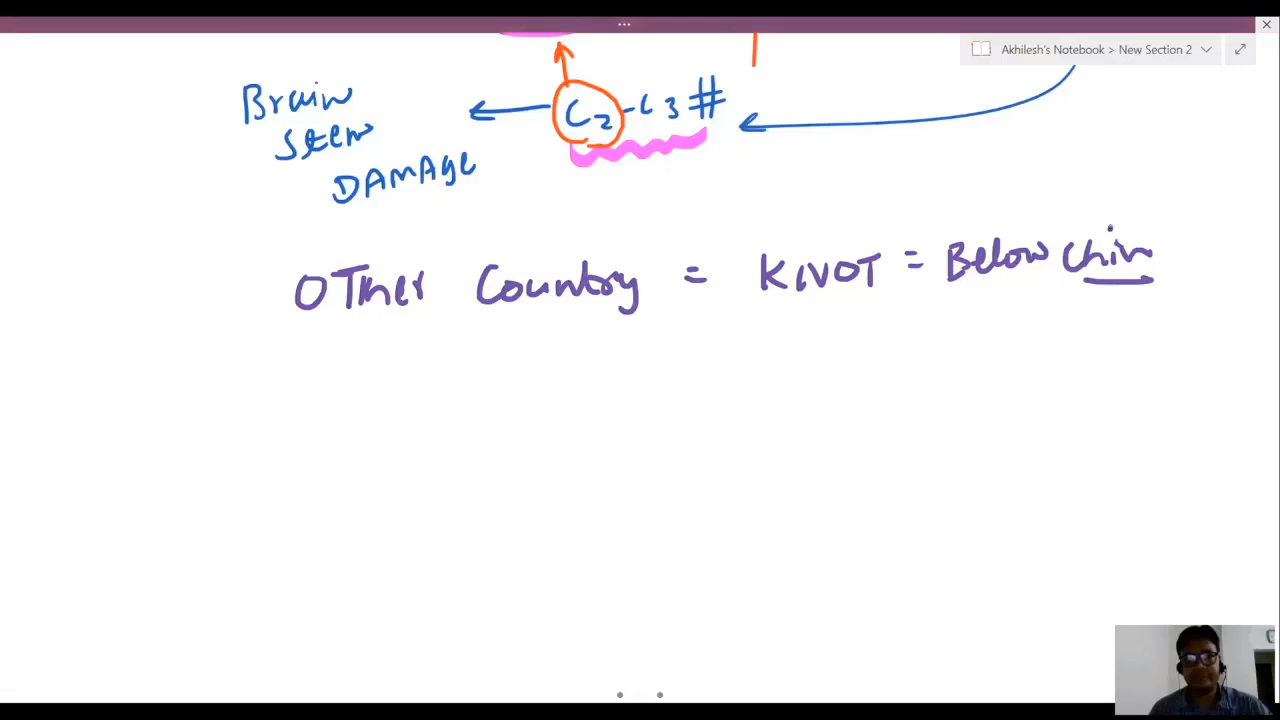 Akhilesh's Notebook > New Section 2
C2-C3#
Brain
Stem
DAMAGE
OTher Country = KNOT = Below Chin